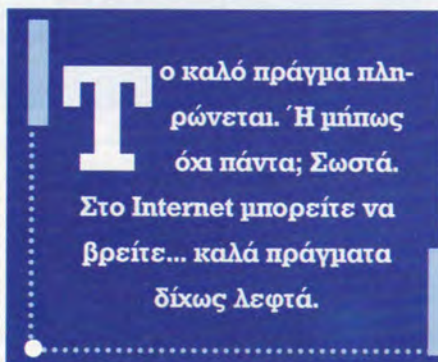 Το καλό πράγμα πλη-
ρώνεται. Ή μήπως
όχι πάντα; Σωστά.
Στο Internet μπορείτε να
βρείτε... καλά πράγματα
δίχως λεφτά.